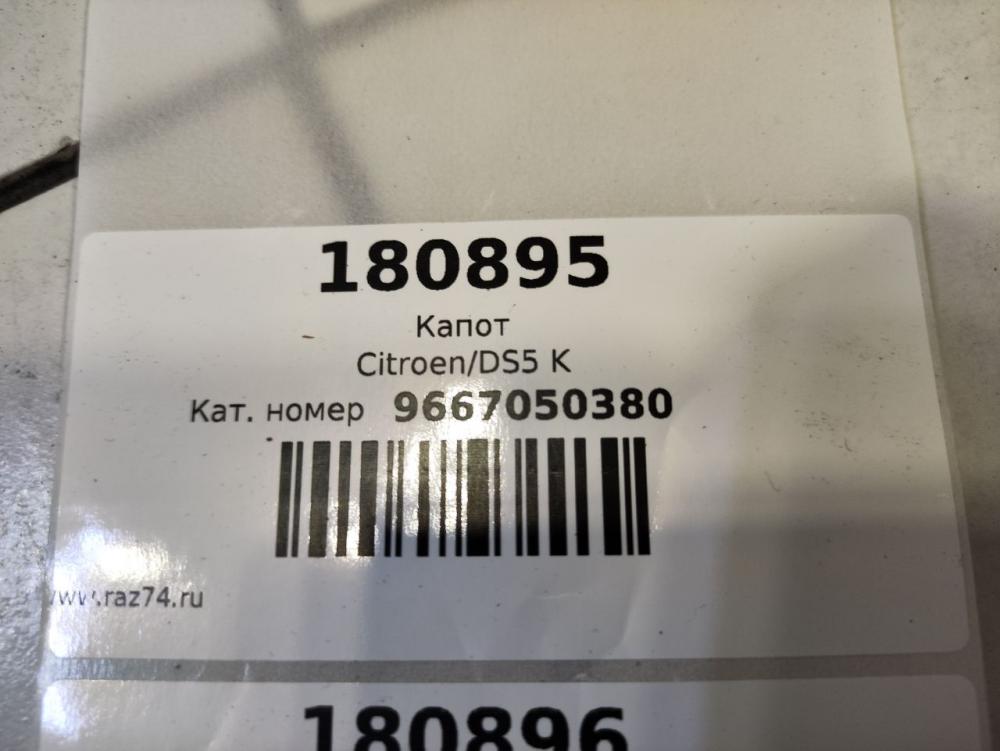 180895
Капот
Citroen/DS5 K
Кат. номер 9667050380
www.raz74.ru
180896